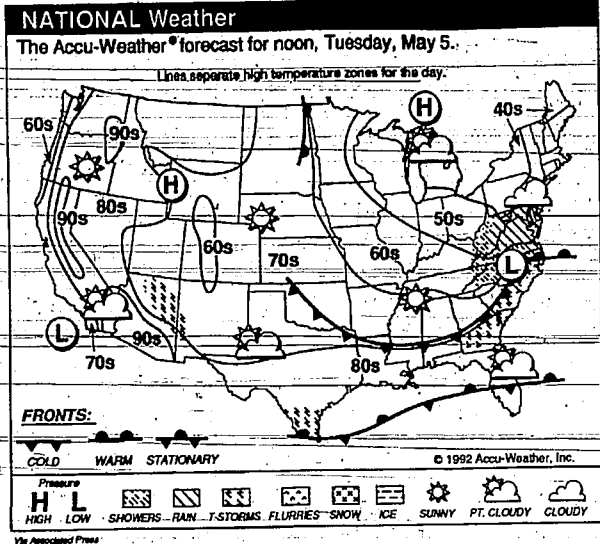 NATIONAL Weather
The Accu-Weather® forecast for noon, Tuesday, May 5.
Lines separate high temperature zones for the day.
H
40s
60s
90s
H
80s
90s
50s
60s
70s
60s
L
L
90s
70s
80s
FRONTS:
COLD WARM STATIONARY
© 1992 Accu-Weather, Inc.
Pressure
H L
HIGH LOW SHOWERS RAIN T-STORMS FLURRIES SNOW ICE SUNNY PT. CLOUDY CLOUDY
Via Associated Press